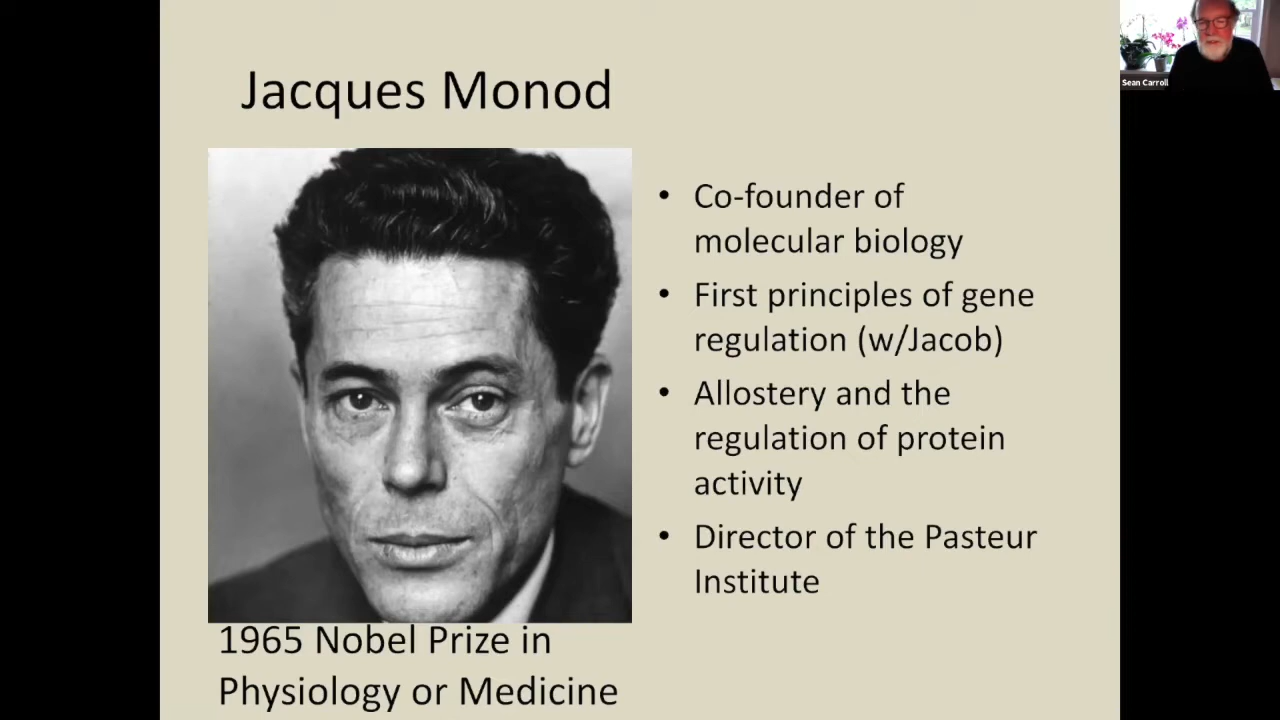 Jacques Monod
• Co-founder of
molecular biology
• First principles of gene
regulation (w/Jacob)
• Allostery and the
regulation of protein
activity
• Director of the Pasteur
Institute
1965 Nobel Prize in
Physiology or Medicine
Sean Carroll